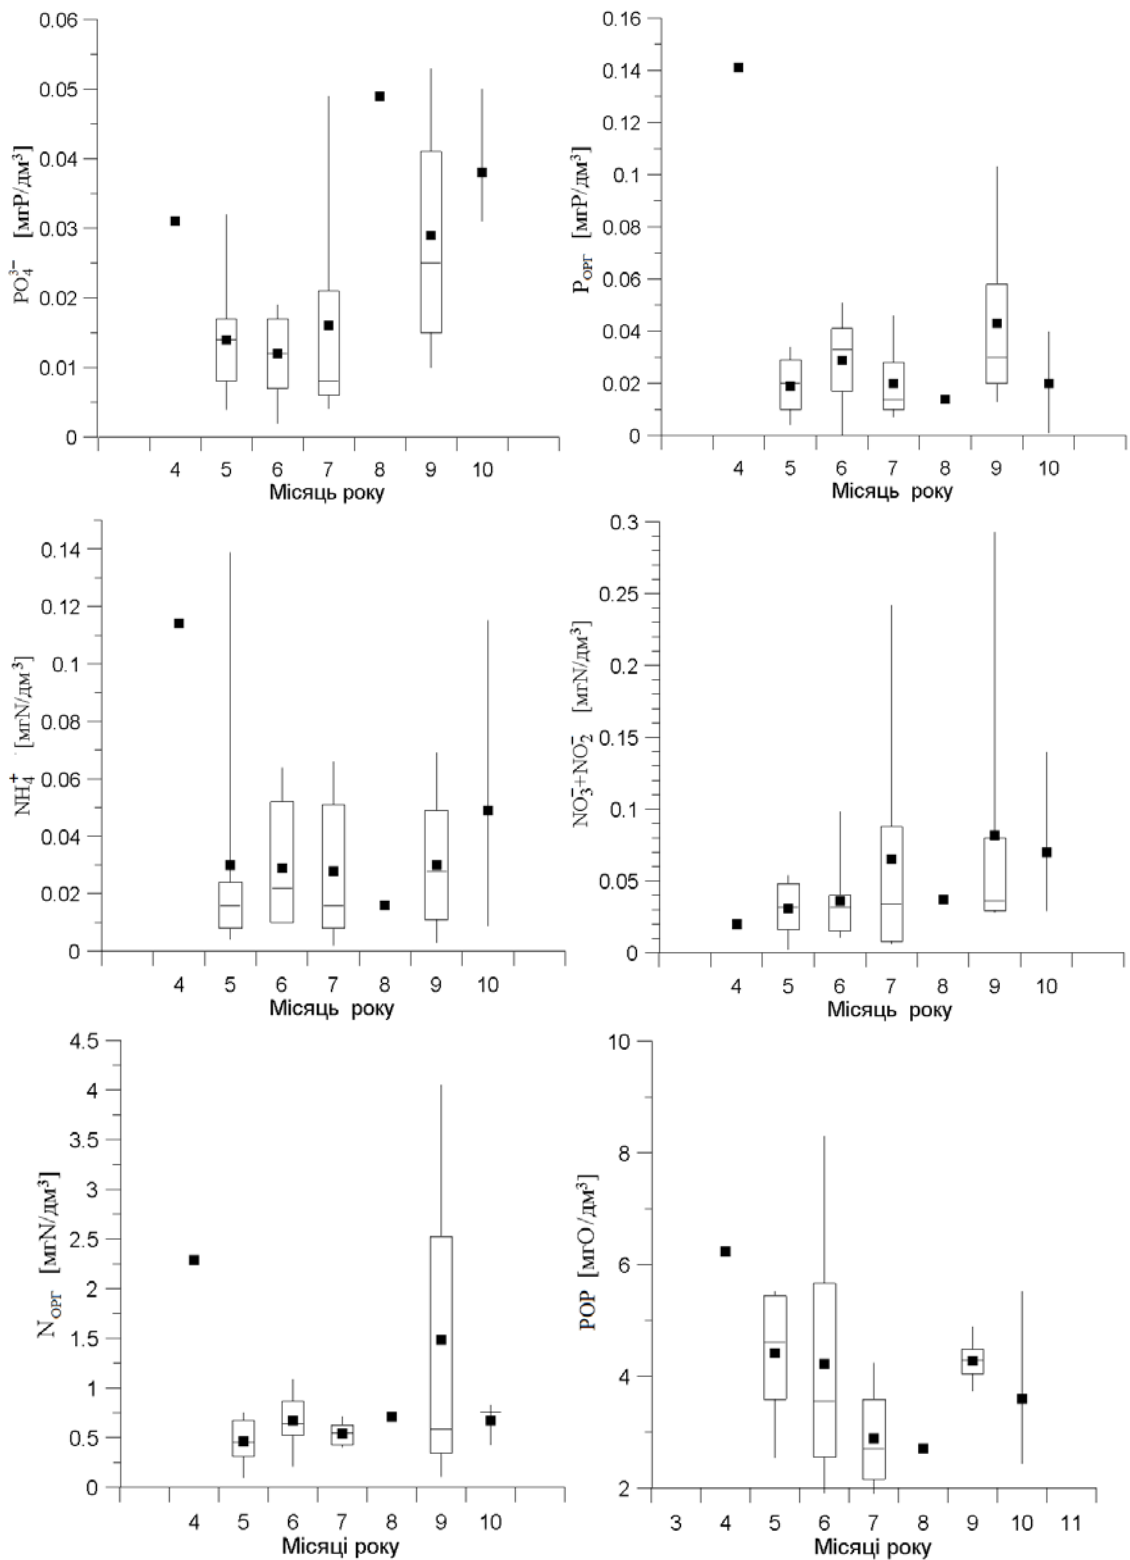 0.06
0.05
0.04
0.03
0.02
0.01
0
PO₄³⁻ [мгP/дм³]
4 5 6 7 8 9 10
Місяць року
0.16
0.14
0.12
0.1
0.08
0.06
0.04
0.02
0
Pорг [мгP/дм³]
4 5 6 7 8 9 10
Місяць року
0.14
0.12
0.1
0.08
0.06
0.04
0.02
0
NH₄⁺ [мгN/дм³]
4 5 6 7 8 9 10
Місяць року
0.3
0.25
0.2
0.15
0.1
0.05
0
NO₃⁻+NO₂⁻ [мгN/дм³]
4 5 6 7 8 9 10
Місяць року
4.5
4
3.5
3
2.5
2
1.5
1
0.5
0
Nорг [мгN/дм³]
4 5 6 7 8 9 10
Місяці року
10
8
6
4
2
РОР [мгО/дм³]
3 4 5 6 7 8 9 10 11
Місяці року